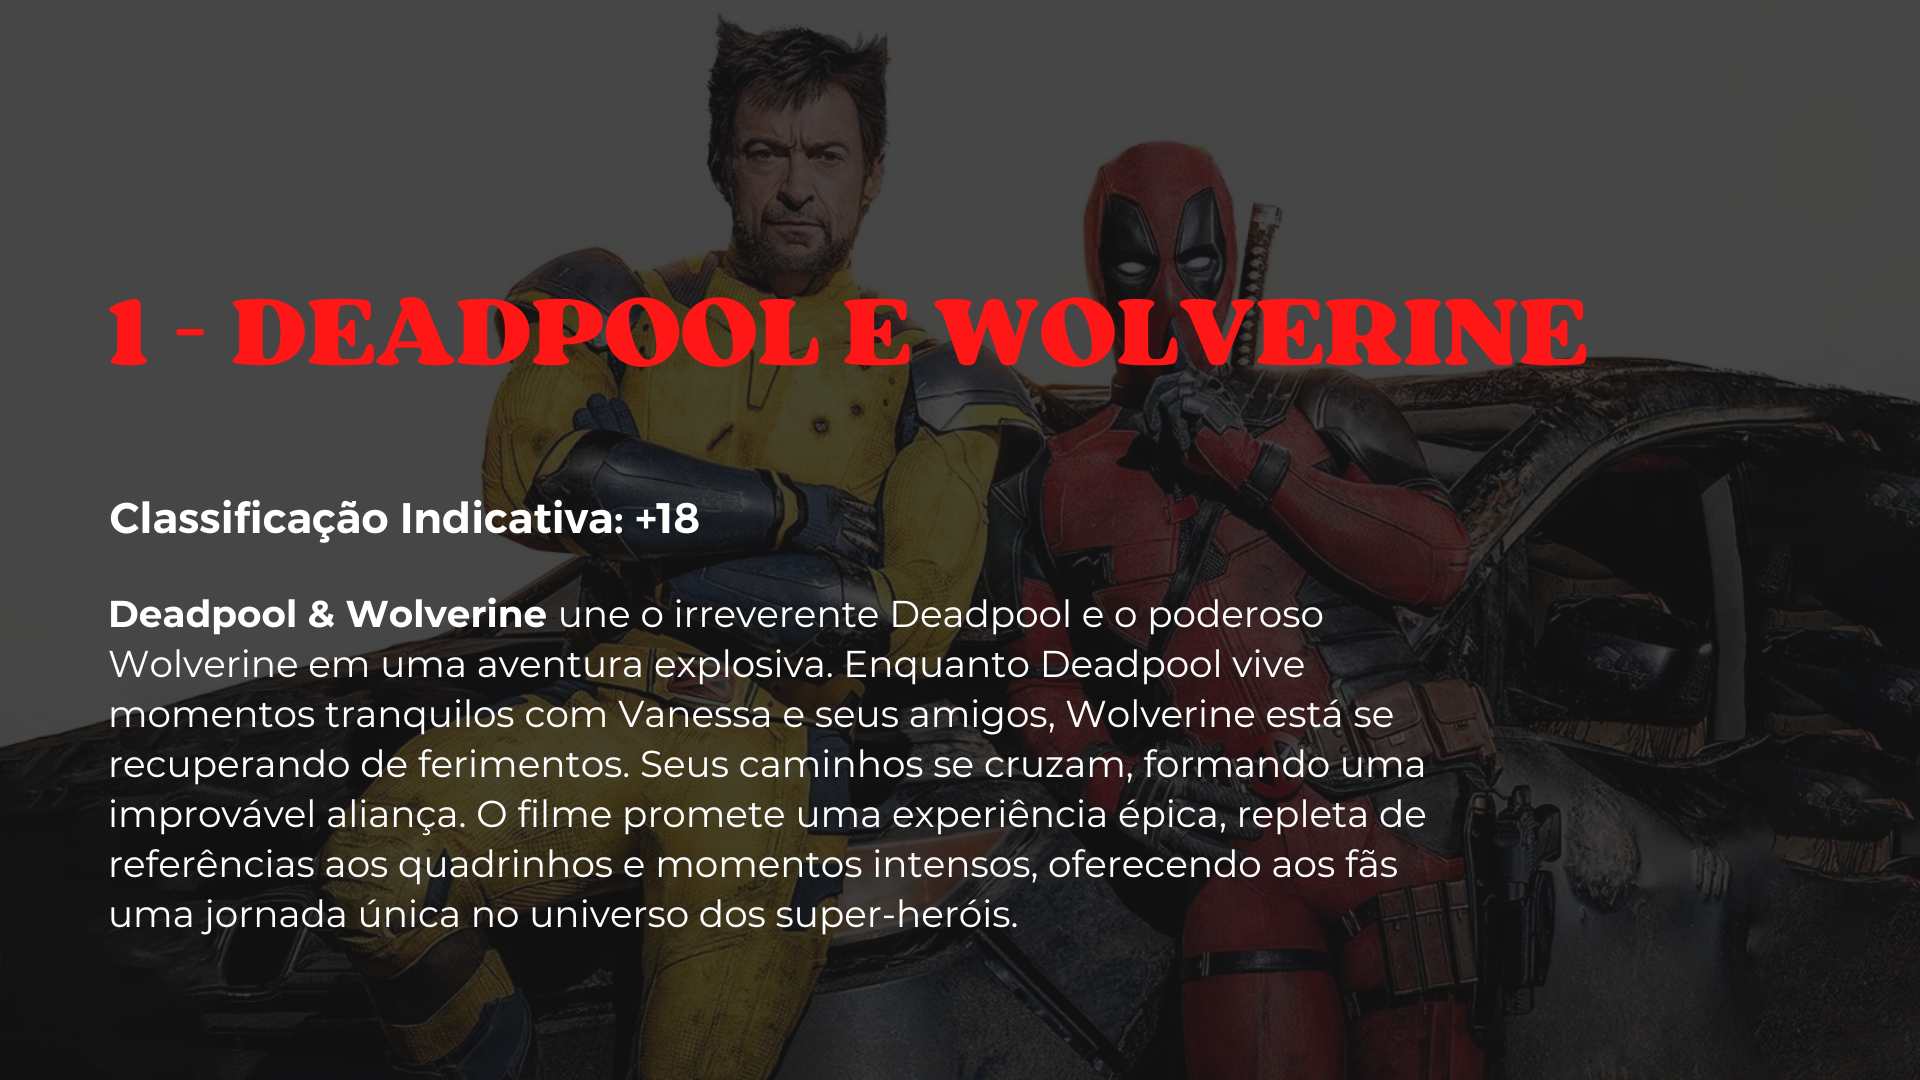 1 - DEADPOOL E WOLVERINE
Classificação Indicativa: +18
Deadpool & Wolverine une o irreverente Deadpool e o poderoso
Wolverine em uma aventura explosiva. Enquanto Deadpool vive
momentos tranquilos com Vanessa e seus amigos, Wolverine está se
recuperando de ferimentos. Seus caminhos se cruzam, formando uma
improvável aliança. O filme promete uma experiência épica, repleta de
referências aos quadrinhos e momentos intensos, oferecendo aos fãs
uma jornada única no universo dos super-heróis.